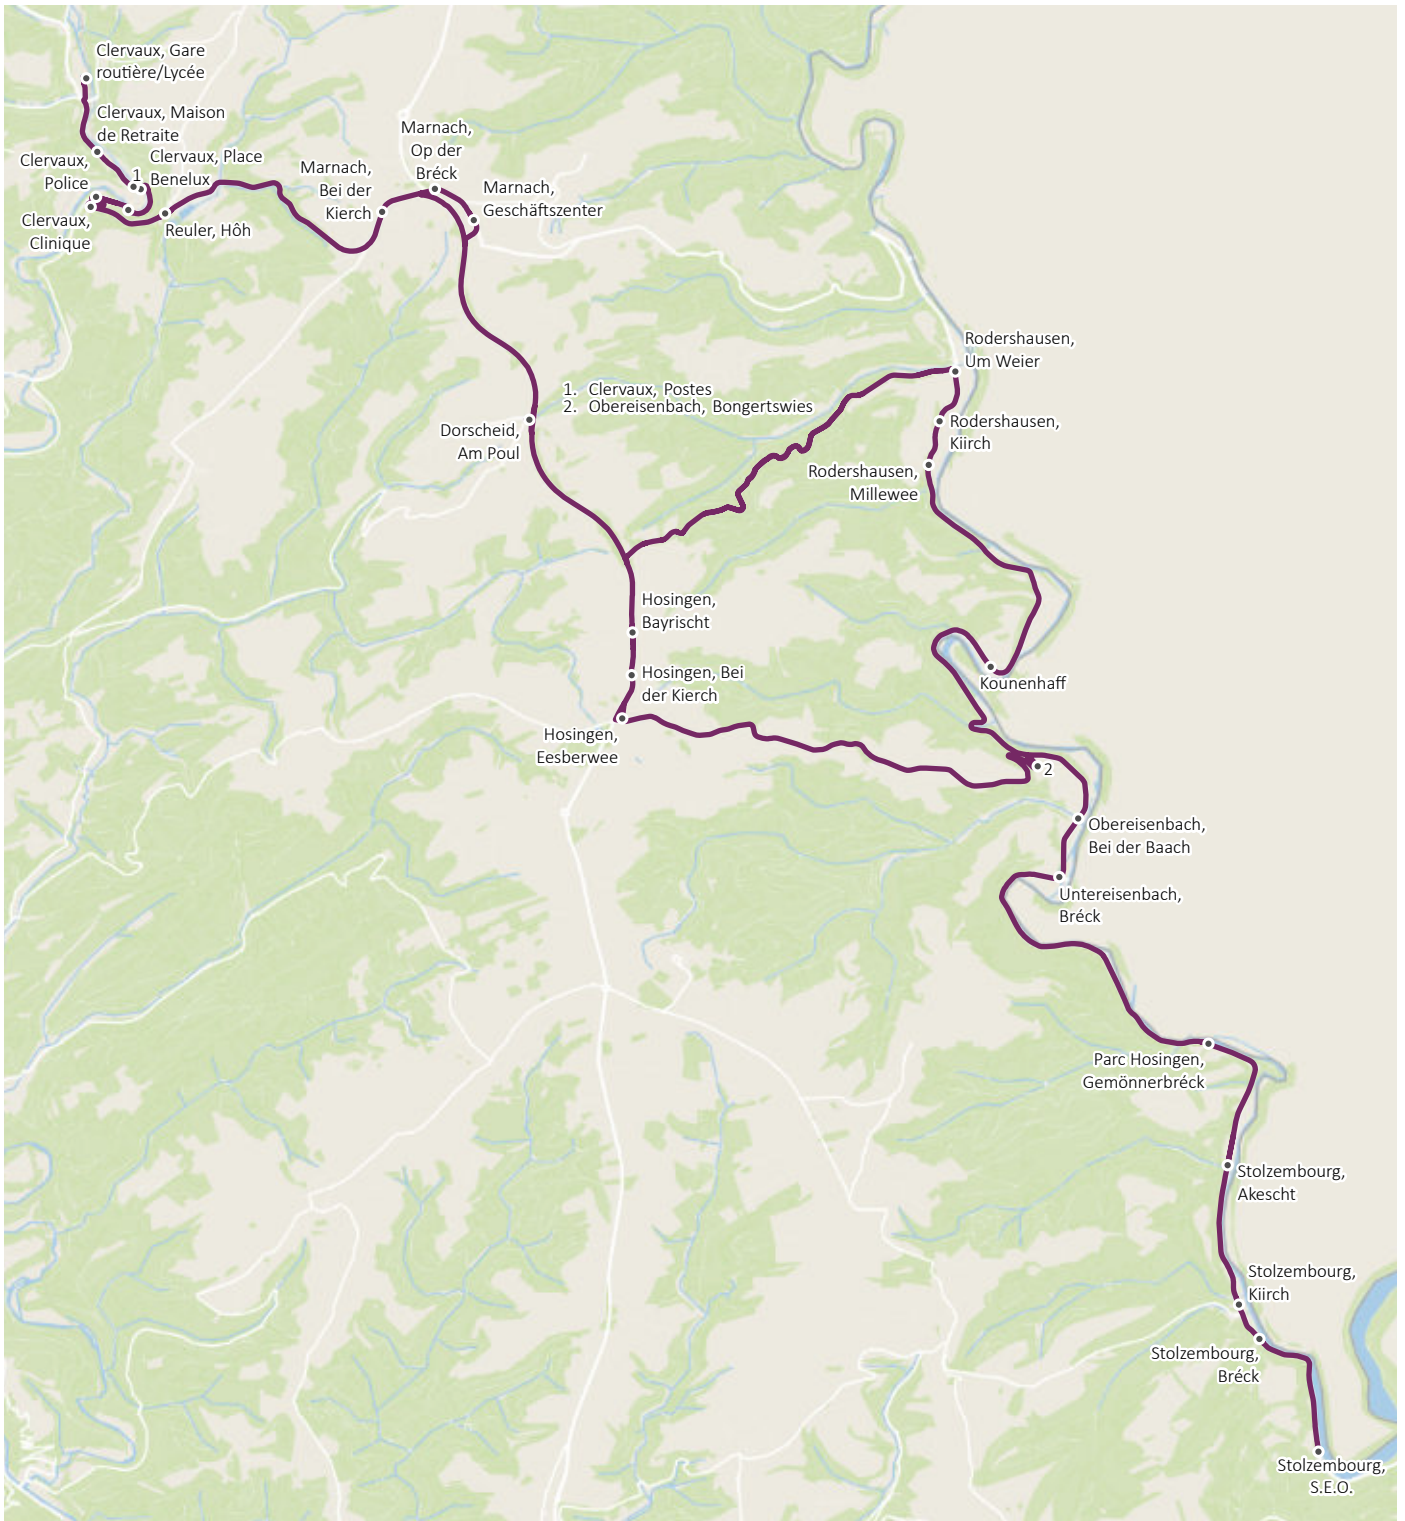 Clervaux, Gare
routière/Lycée
Clervaux, Maison
de Retraite
Clervaux,
Police
1
Clervaux, Place
Benelux
Clervaux,
Clinique
Reuler, Hôh
Marnach,
Bei der
Kierch
Marnach,
Op der
Bréck
Marnach,
Geschäftszenter
Rodershausen,
Um Weier
1. Clervaux, Postes
2. Obereisenbach, Bongertswies
Dorscheid,
Am Poul
Rodershausen,
Kiirch
Rodershausen,
Millewee
Hosingen,
Bayrischt
Hosingen, Bei
der Kierch
Kounenhaff
Hosingen,
Eesberwee
2
Obereisenbach,
Bei der Baach
Untereisenbach,
Bréck
Parc Hosingen,
Gemönnerbréck
Stolzembourg,
Akescht
Stolzembourg,
Kiirch
Stolzembourg,
Bréck
Stolzembourg,
S.E.O.